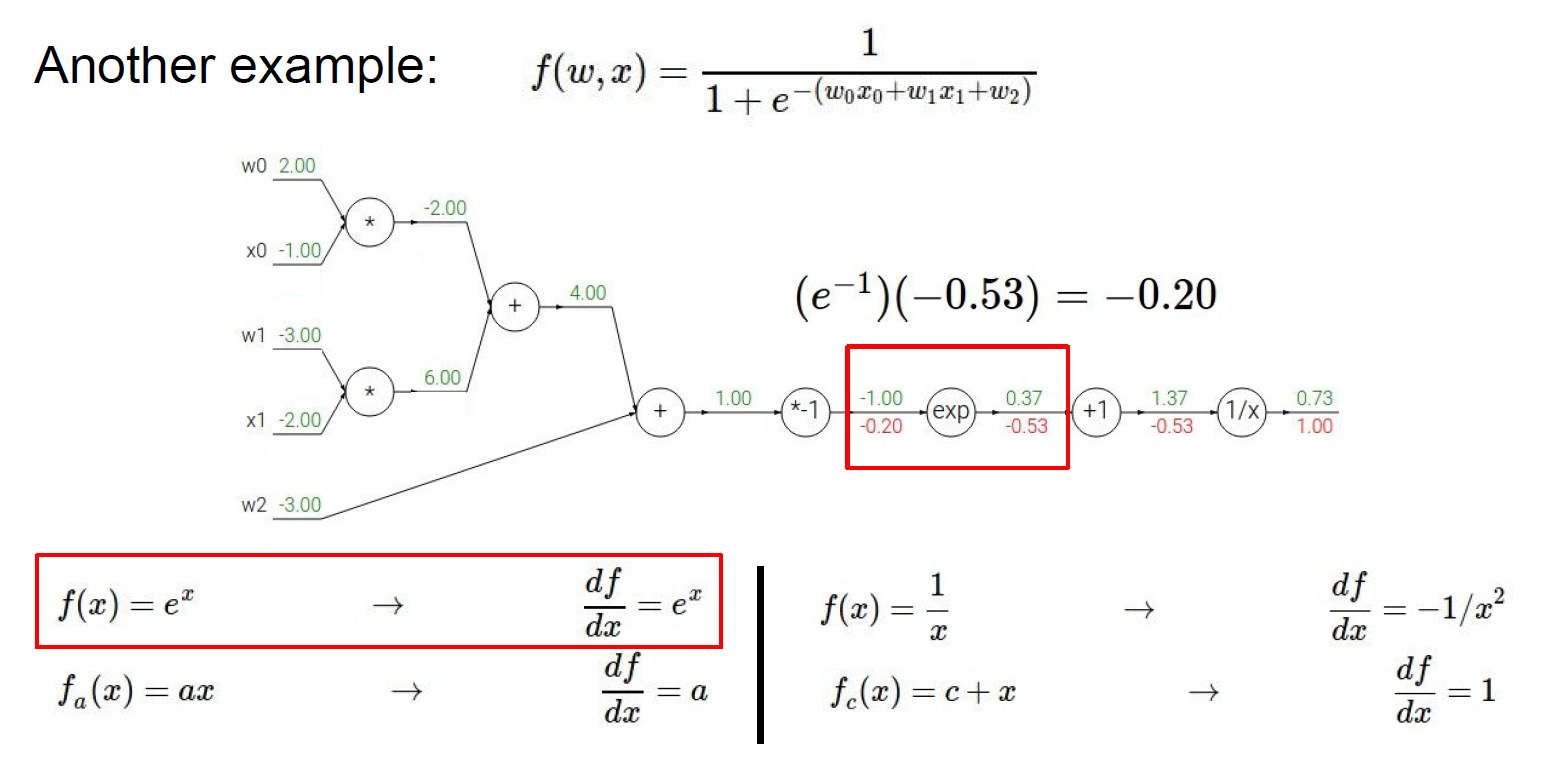 Another example: f(w, x) = 1 / (1 + e^{-(w_0x_0+w_1x_1+w_2)})
w0 2.00
-2.00
*
x0 -1.00
(e^{-1})(-0.53) = -0.20
4.00
+
w1 -3.00
6.00
*
1.00 -1.00 0.37 1.37 0.73
+ *-1 exp +1 1/x
-0.20 -0.53 -0.53 1.00
x1 -2.00
w2 -3.00
f(x) = e^x → df/dx = e^x
f(x) = 1/x → df/dx = -1/x^2
f_a(x) = ax → df/dx = a
f_c(x) = c + x → df/dx = 1